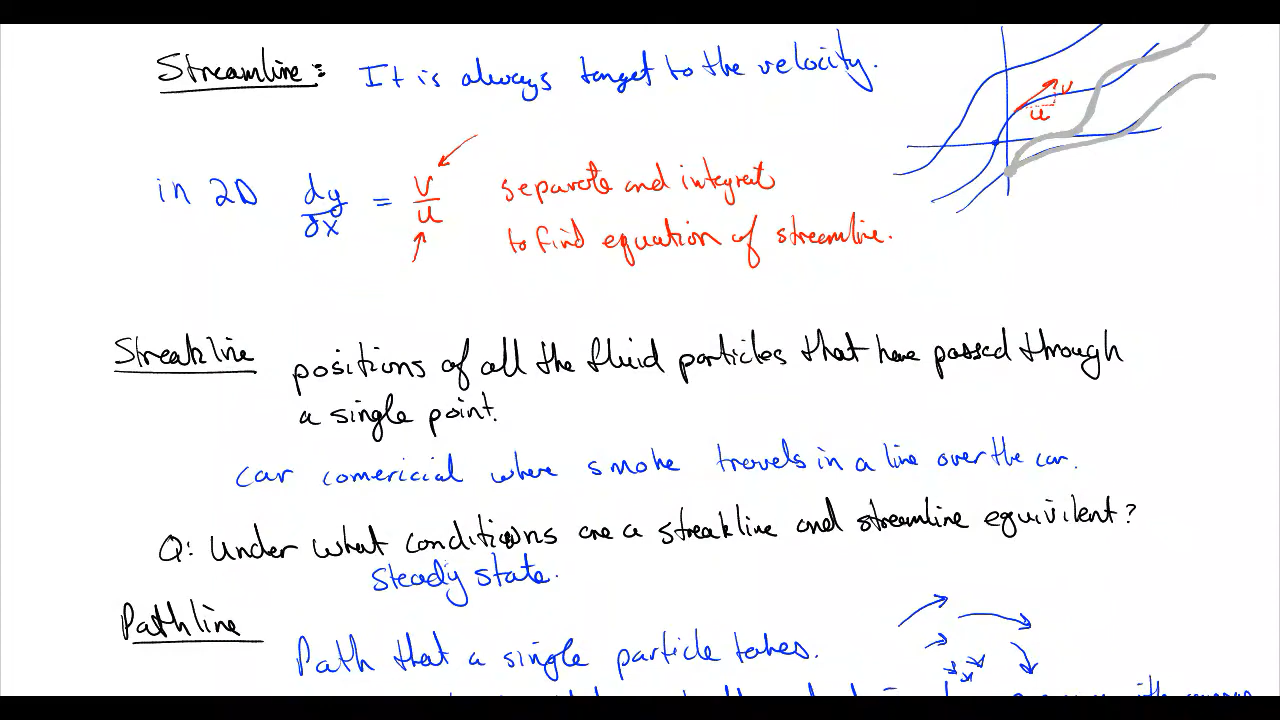 Streamline: It is always tanget to the velocity.
v
u
in 2D dy/dx = v/u separate and integrate
to find equation of streamline.
Streakline positions of all the fluid particles that have passed through
a single point.
car comericial where smoke travels in a line over the car.
Q: Under what conditions are a streakline and streamline equivilent?
steady state.
Pathline
Path that a single particle takes.